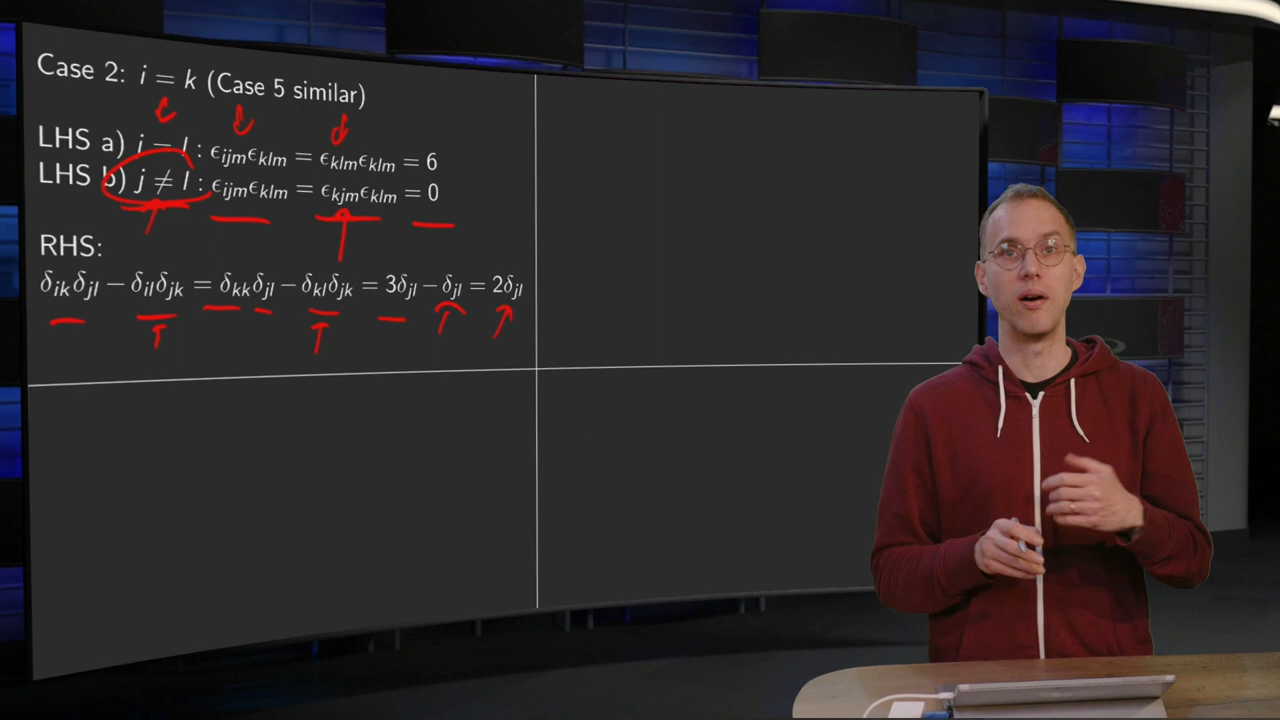 Case 2: i = k (Case 5 similar)
LHS a) j = l : ϵ_{ijm}ϵ_{klm} = ϵ_{klm}ϵ_{klm} = 6
LHS b) j ≠ l : ϵ_{ijm}ϵ_{klm} = ϵ_{kjm}ϵ_{klm} = 0
RHS:
δ_{ik}δ_{jl} − δ_{il}δ_{jk} = δ_{kk}δ_{jl} − δ_{kl}δ_{jk} = 3δ_{jl} − δ_{jl} = 2δ_{jl}